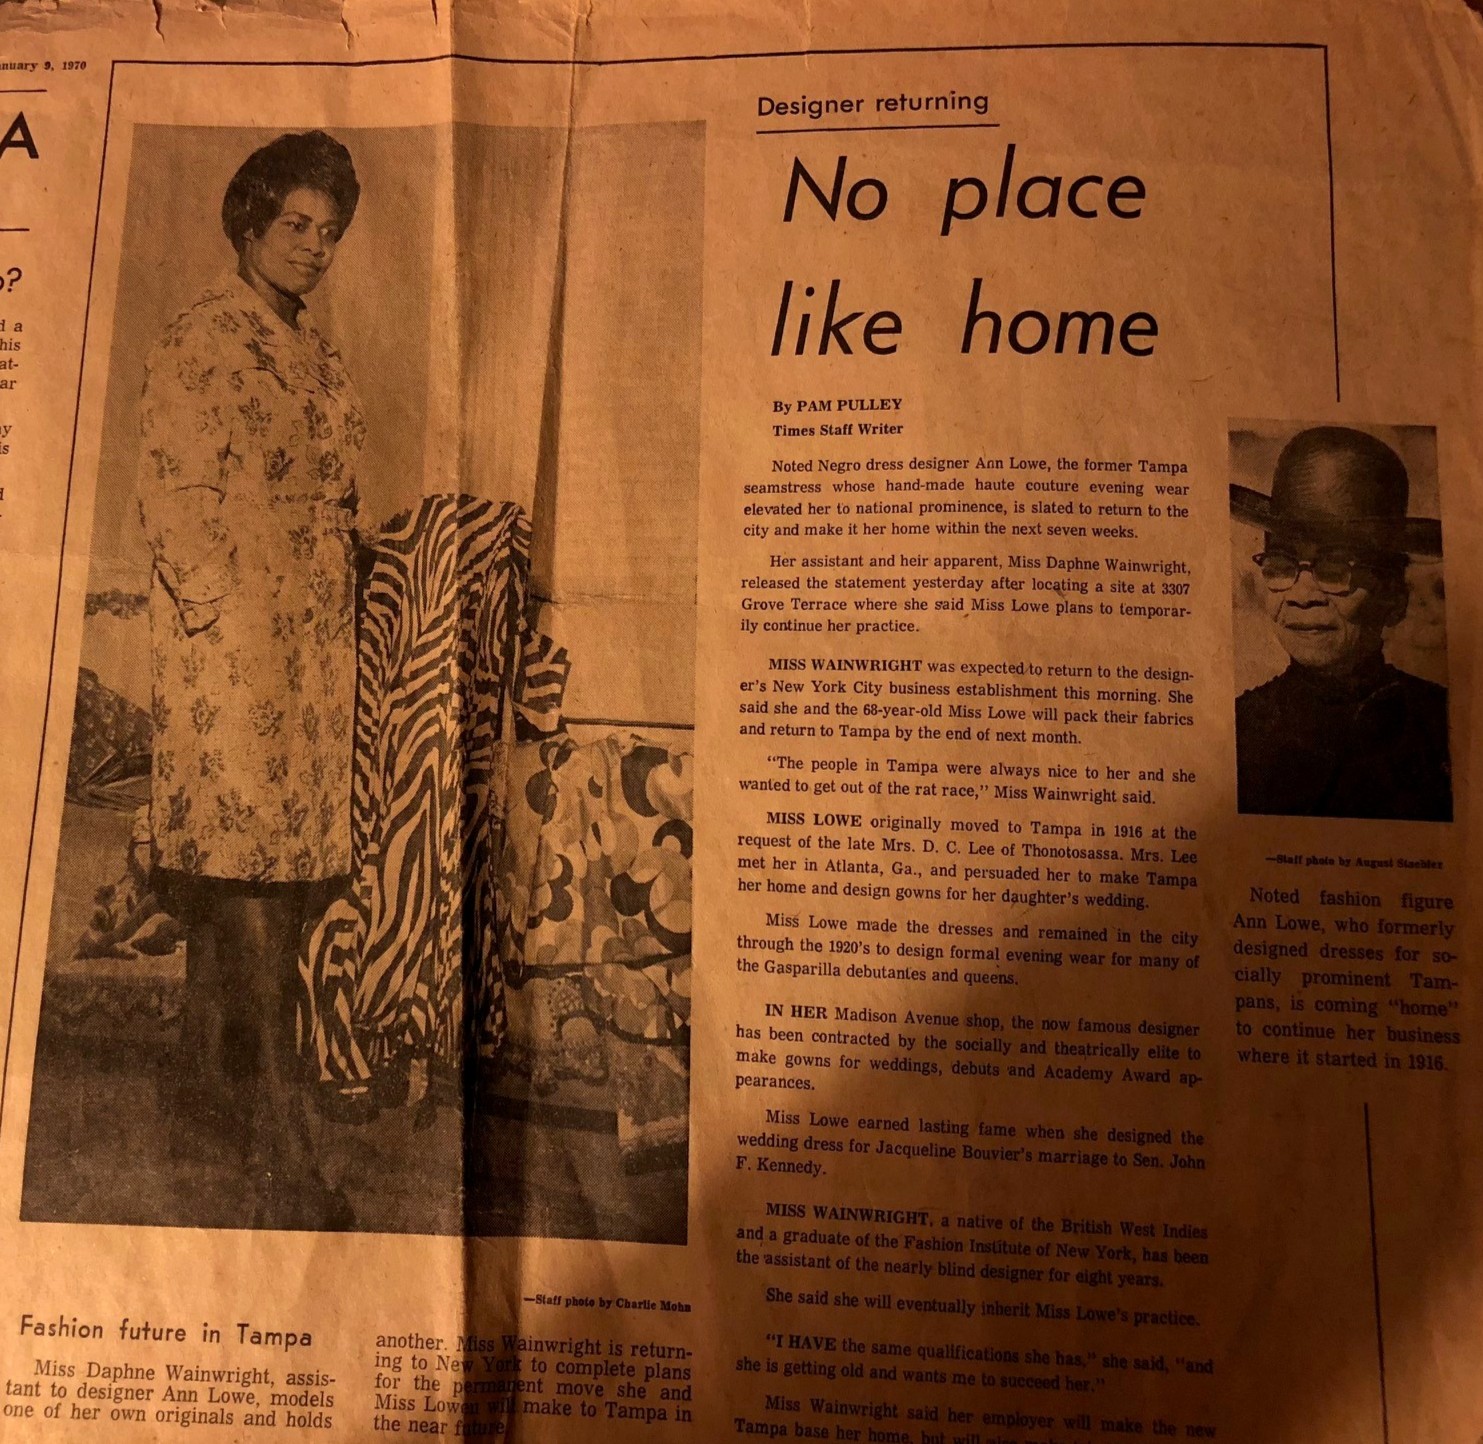 anuary 9, 1970
A
o?
d a
his
at-
ar
y
is
d
Designer returning
No place
like home
By PAM PULLEY
Times Staff Writer
Noted Negro dress designer Ann Lowe, the former Tampa
seamstress whose hand-made haute couture evening wear
elevated her to national prominence, is slated to return to the
city and make it her home within the next seven weeks.
Her assistant and heir apparent, Miss Daphne Wainwright,
released the statement yesterday after locating a site at 3307
Grove Terrace where she said Miss Lowe plans to temporar-
ily continue her practice.
MISS WAINWRIGHT was expected to return to the design-
er's New York City business establishment this morning. She
said she and the 68-year-old Miss Lowe will pack their fabrics
and return to Tampa by the end of next month.
"The people in Tampa were always nice to her and she
wanted to get out of the rat race," Miss Wainwright said.
MISS LOWE originally moved to Tampa in 1916 at the
request of the late Mrs. D. C. Lee of Thonotosassa. Mrs. Lee
met her in Atlanta, Ga., and persuaded her to make Tampa
her home and design gowns for her daughter's wedding.
Miss Lowe made the dresses and remained in the city
through the 1920's to design formal evening wear for many of
the Gasparilla debutantes and queens.
IN HER Madison Avenue shop, the now famous designer
has been contracted by the socially and theatrically elite to
make gowns for weddings, debuts and Academy Award ap-
pearances.
Miss Lowe earned lasting fame when she designed the
wedding dress for Jacqueline Bouvier's marriage to Sen. John
F. Kennedy.
MISS WAINWRIGHT, a native of the British West Indies
and a graduate of the Fashion Institute of New York, has been
the assistant of the nearly blind designer for eight years.
She said she will eventually inherit Miss Lowe's practice.
"I HAVE the same qualifications she has," she said, "and
she is getting old and wants me to succeed her."
Miss Wainwright said her employer will make the new
Tampa base her home, but will
—Staff photo by August Staebler
Noted fashion figure
Ann Lowe, who formerly
designed dresses for so-
cially prominent Tam-
pans, is coming "home"
to continue her business
where it started in 1916.
—Staff photo by Charlie Mohn
Fashion future in Tampa
Miss Daphne Wainwright, assis-
tant to designer Ann Lowe, models
one of her own originals and holds
another. Miss Wainwright is return-
ing to New York to complete plans
for the permanent move she and
Miss Lowe will make to Tampa in
the near future.